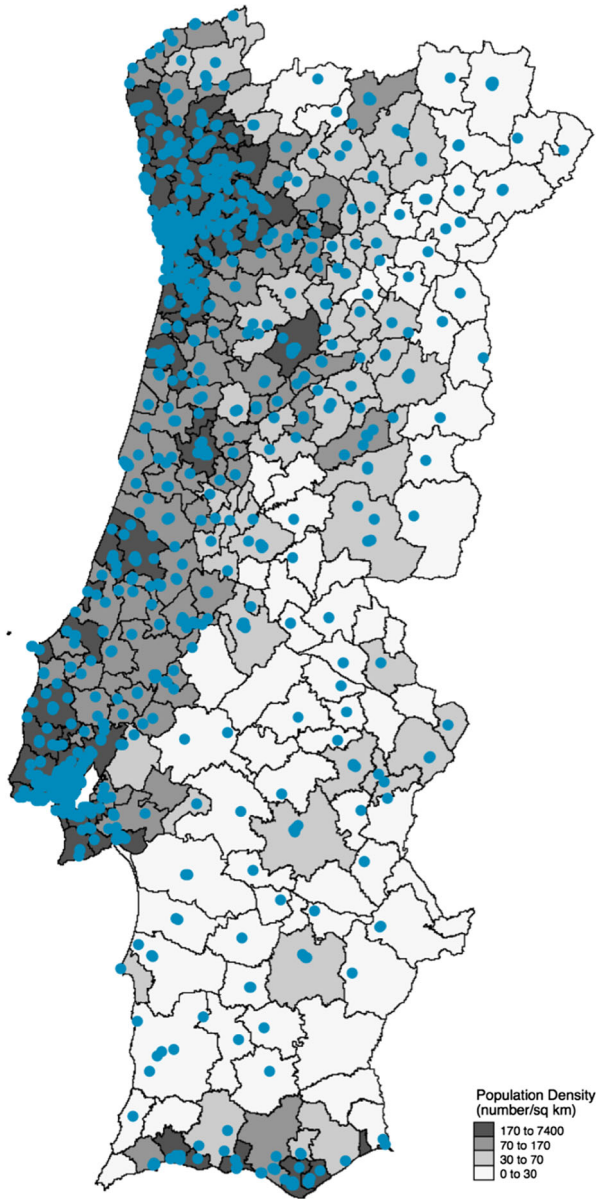 Population Density
(number/sq km)
170 to 7400
70 to 170
30 to 70
0 to 30